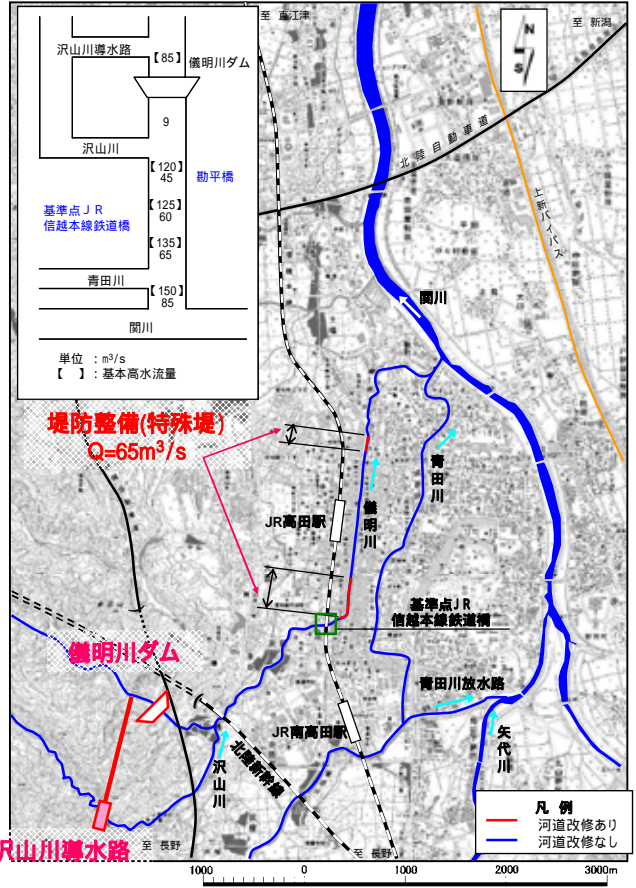 至 直江津
至 新潟
N
S
沢山川導水路
【85】
儀明川ダム
9
沢山川
【120】
45
勘平橋
基準点ＪＲ
信越本線鉄道橋
【125】
60
【135】
65
青田川
【150】
85
関川
単位 : m³/s
【 】: 基本高水流量
北陸自動車道
上新バイパス
関川
堤防整備(特殊堤)
Q=65m³/s
青田川
儀明川
JR高田駅
基準点ＪＲ
信越本線鉄道橋
儀明川ダム
青田川放水路
JR南高田駅
矢代川
沢山川
北陸新幹線
沢山川導水路
至 長野
至 長野
凡 例
河道改修あり
河道改修なし
1000 0 1000 2000 3000m